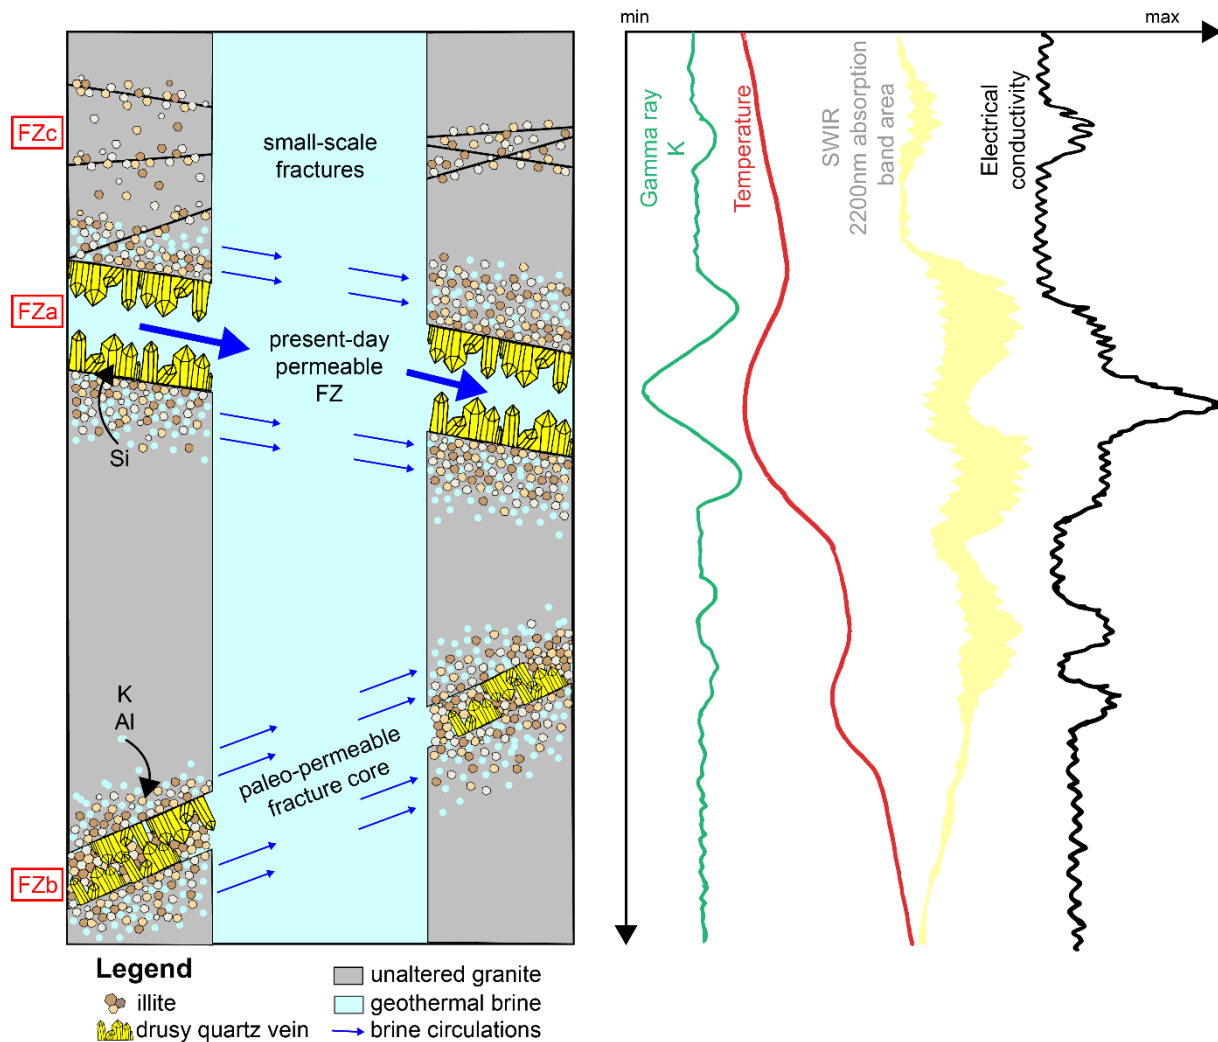 min
max
FZc
small-scale
fractures
Gamma ray
K
Temperature
SWIR
2200nm absorption
band area
Electrical
conductivity
FZa
present-day
permeable
FZ
Si
K
Al
paleo-permeable
fracture core
FZb
Legend
illite
drusy quartz vein
unaltered granite
geothermal brine
brine circulations